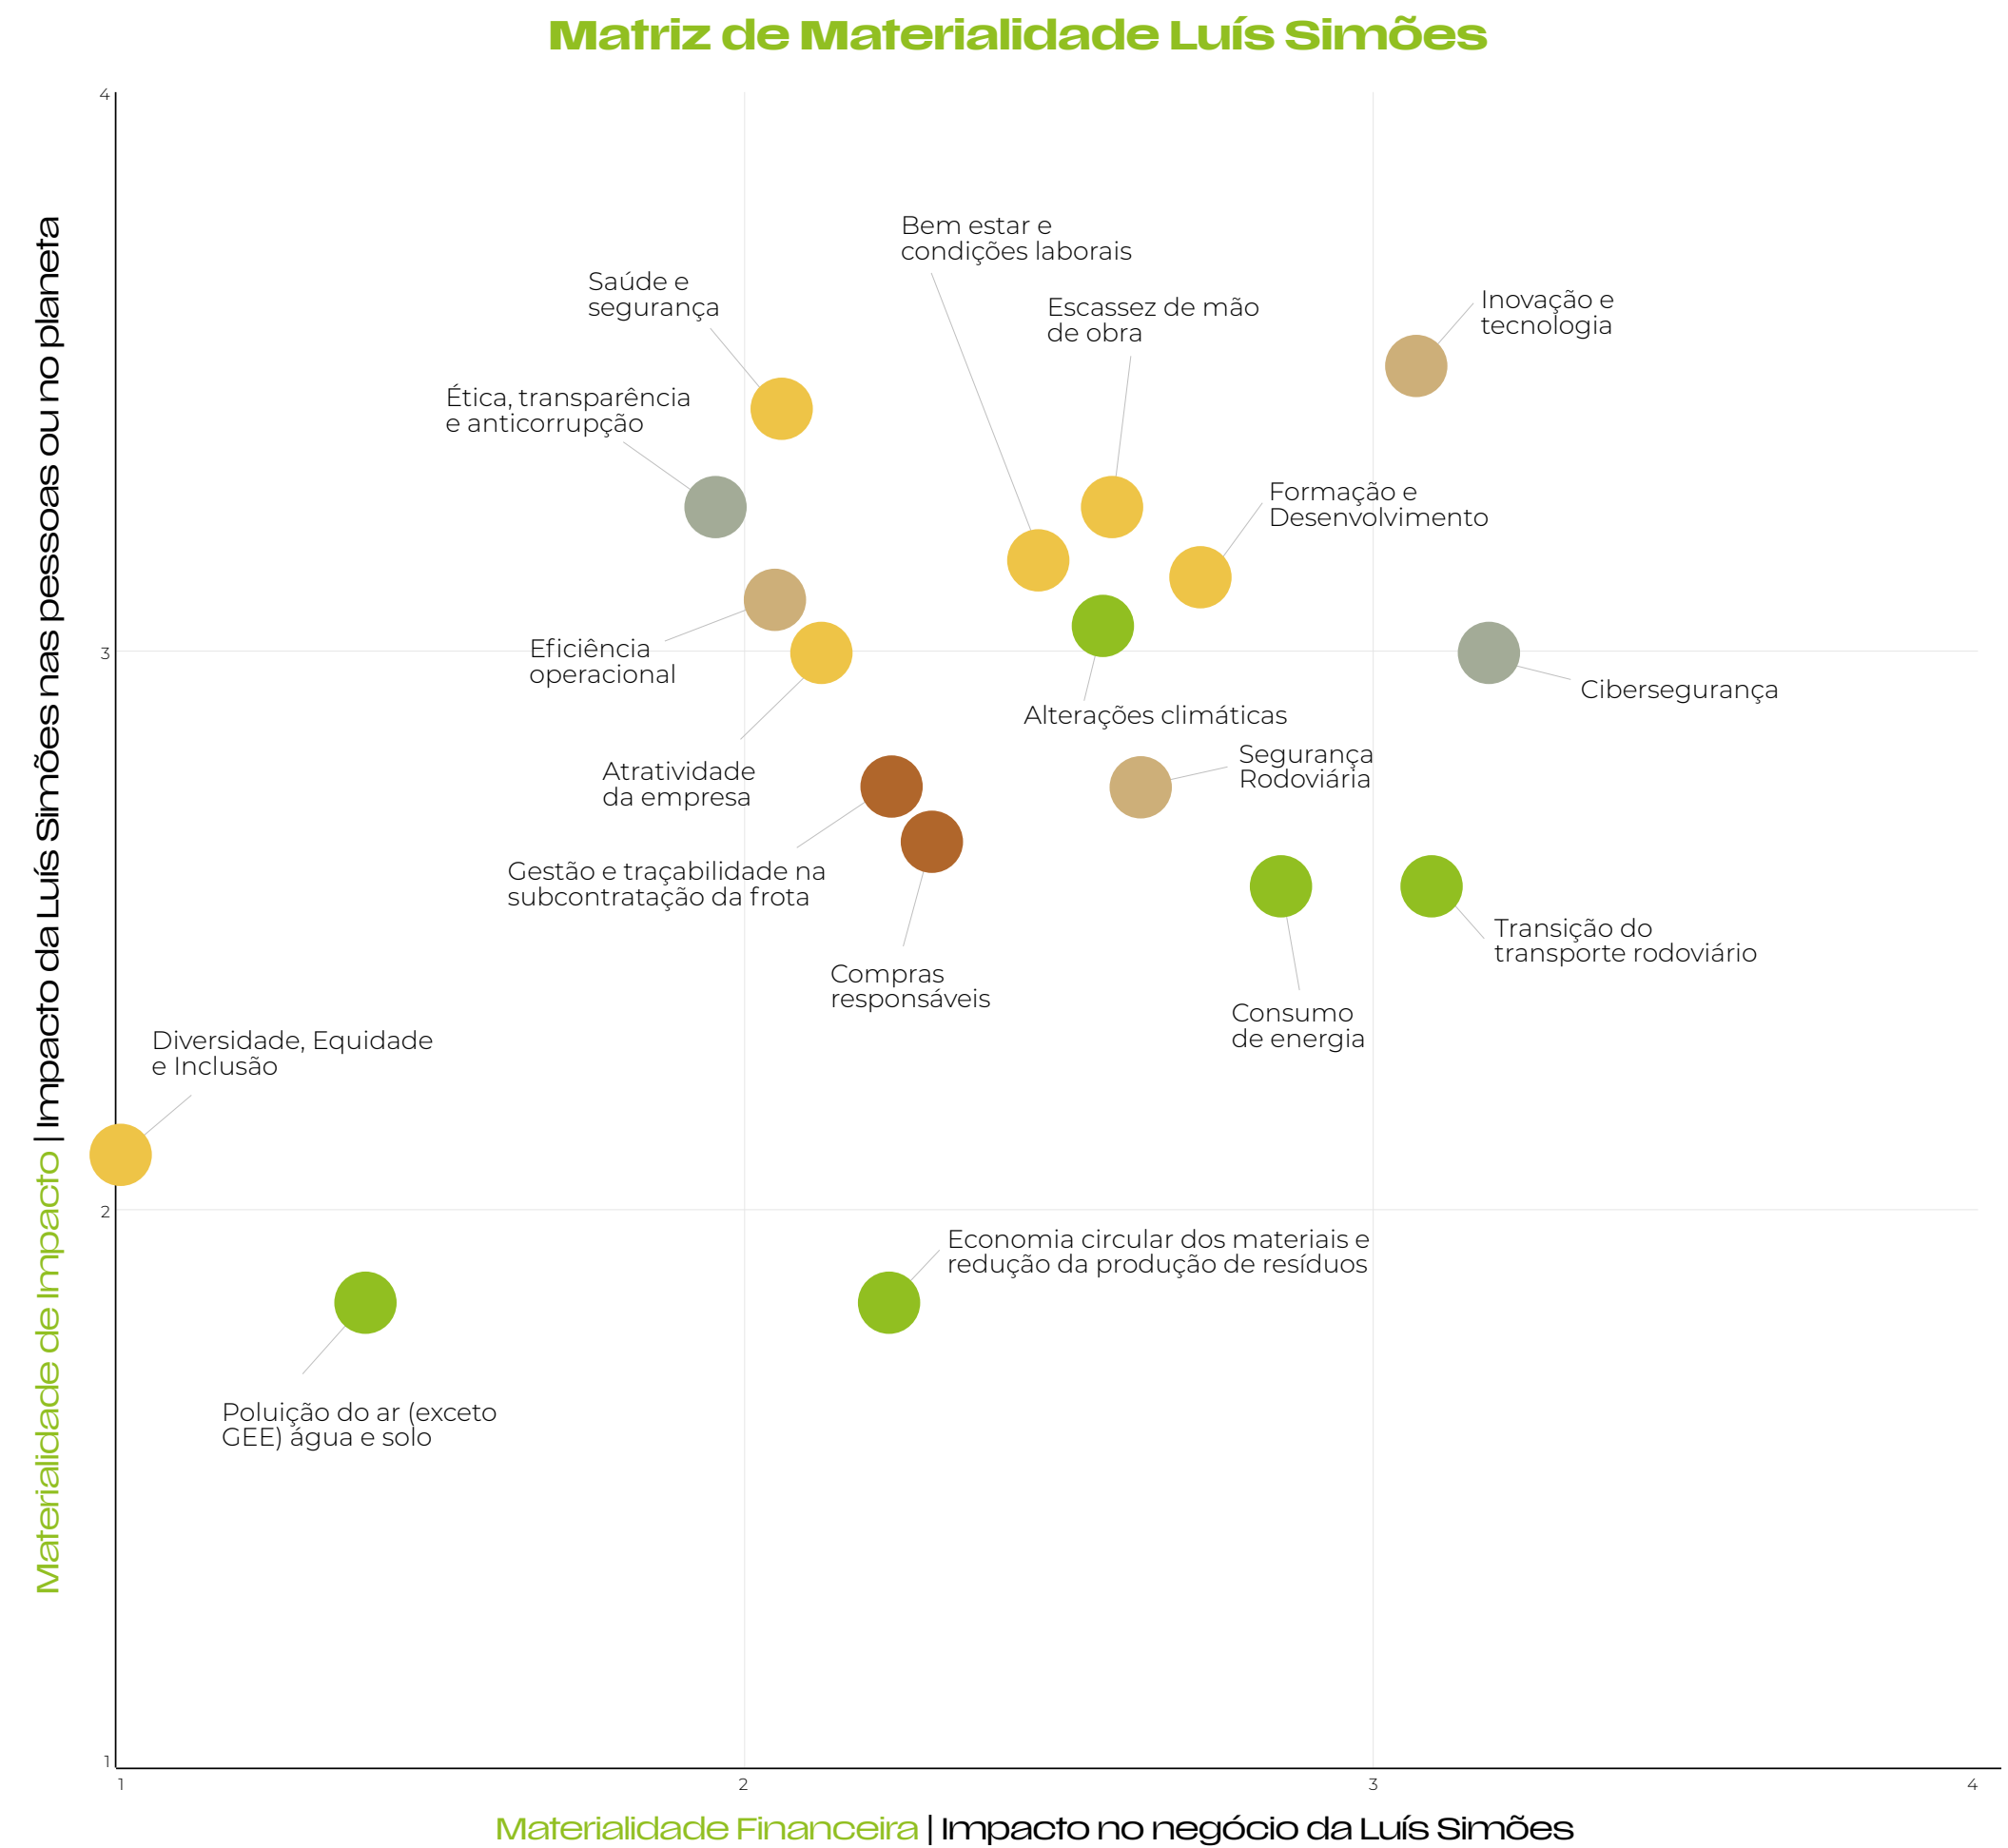 Matriz de Materialidade Luís Simões
Materialidade de Impacto | Impacto da Luís Simões nas pessoas ou no planeta
4
3
2
1
Bem estar e
condições laborais
Saúde e
segurança
Escassez de mão
de obra
Inovação e
tecnologia
Ética, transparência
e anticorrupção
Formação e
Desenvolvimento
Eficiência
operacional
Cibersegurança
Alterações climáticas
Segurança
Rodoviária
Atratividade
da empresa
Gestão e traçabilidade na
subcontratação da frota
Transição do
transporte rodoviário
Compras
responsáveis
Consumo
de energia
Diversidade, Equidade
e Inclusão
Economia circular dos materiais e
redução da produção de resíduos
Poluição do ar (exceto
GEE) água e solo
1
2
3
4
Materialidade Financeira | Impacto no negócio da Luís Simões